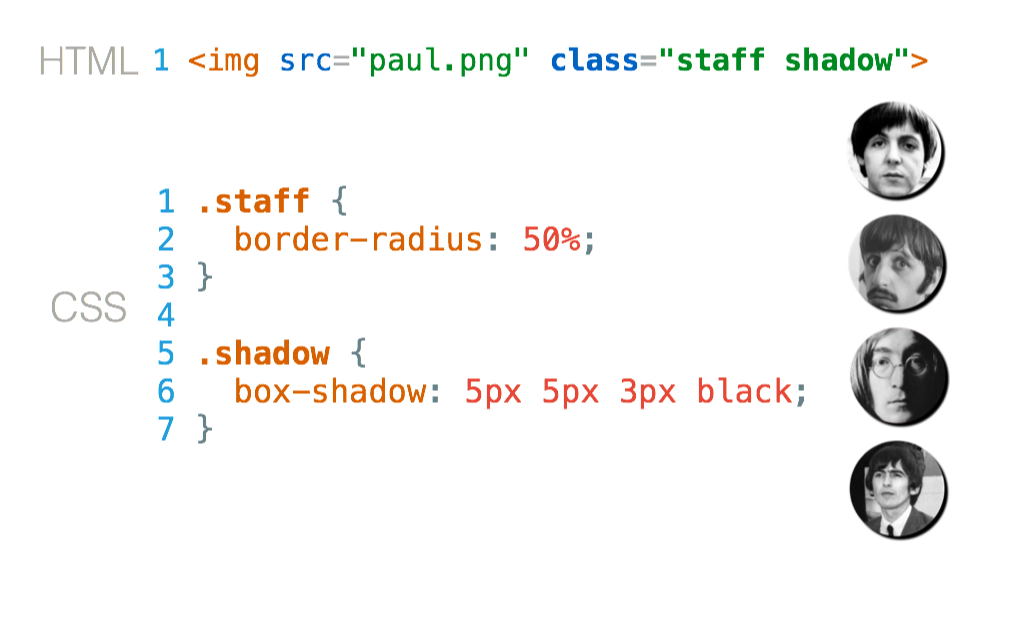 HTML 1 <img src="paul.png" class="staff shadow">
1 .staff {
2   border-radius: 50%;
3 }
CSS 4
5 .shadow {
6   box-shadow: 5px 5px 3px black;
7 }